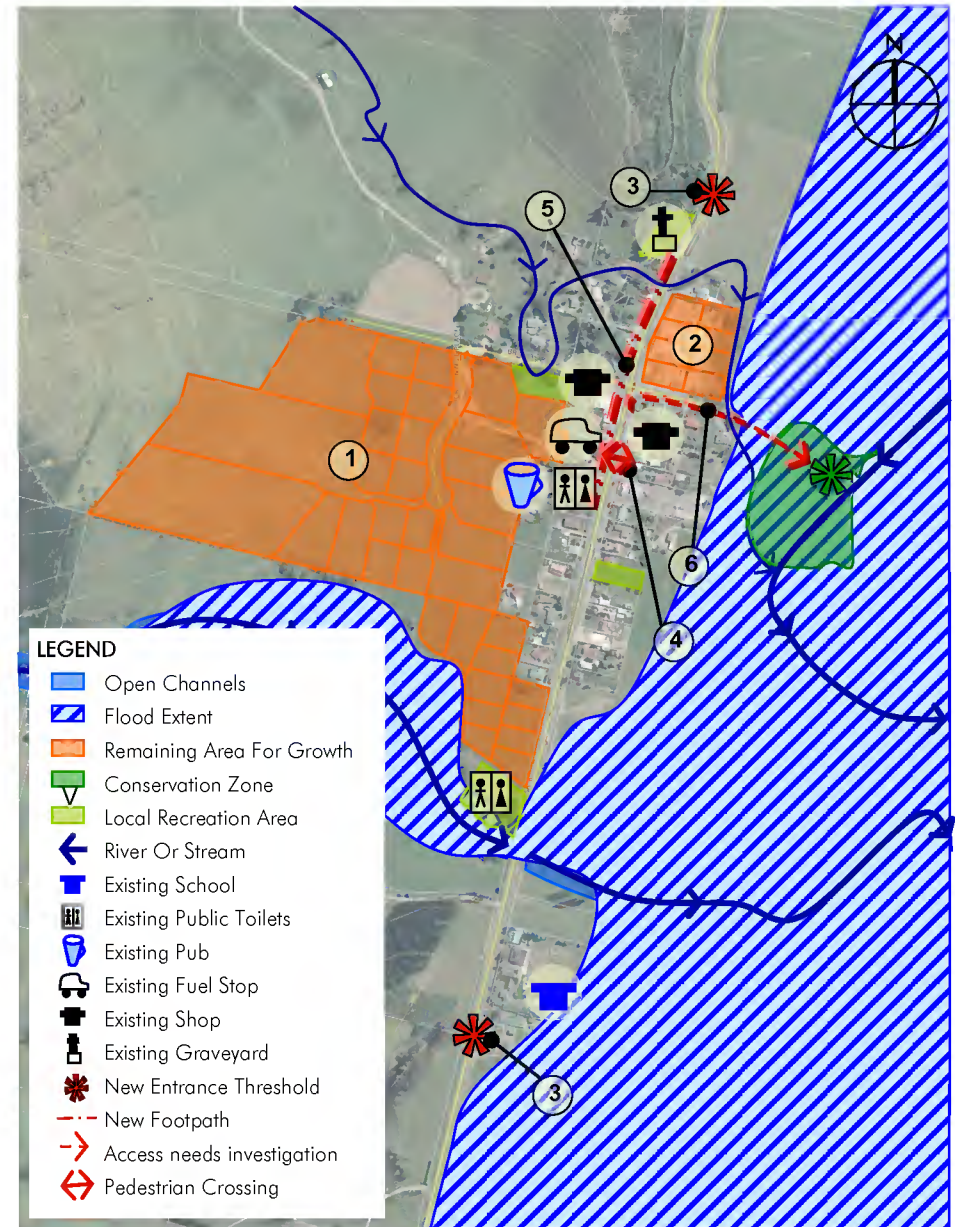 N
3
5
2
1
6
4
LEGEND
Open Channels
Flood Extent
Remaining Area For Growth
Conservation Zone
Local Recreation Area
River Or Stream
Existing School
Existing Public Toilets
Existing Pub
Existing Fuel Stop
Existing Shop
Existing Graveyard
New Entrance Threshold
New Footpath
Access needs investigation
Pedestrian Crossing
3